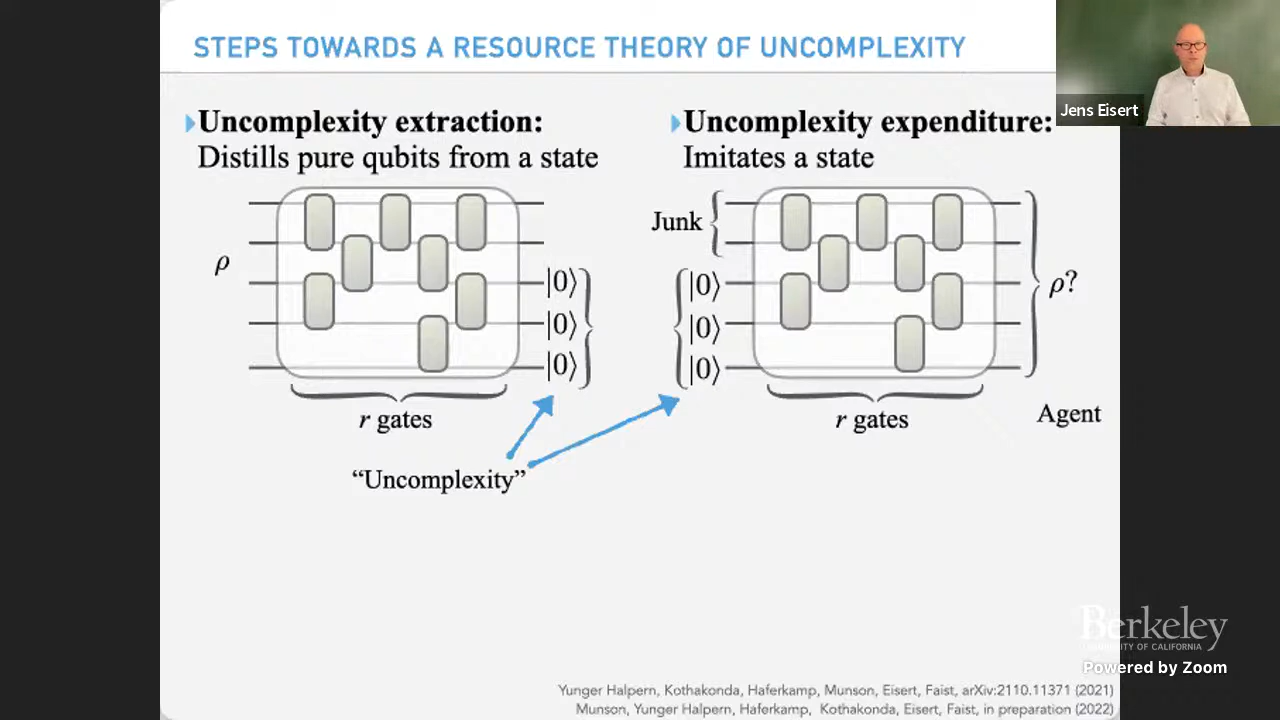 STEPS TOWARDS A RESOURCE THEORY OF UNCOMPLEXITY
Jens Eisert
Uncomplexity extraction:
Distills pure qubits from a state
ρ
|0⟩
|0⟩
|0⟩
r gates
Uncomplexity expenditure:
Imitates a state
Junk
|0⟩
|0⟩
|0⟩
ρ?
r gates
Agent
“Uncomplexity”
Berkeley
UNIVERSITY OF CALIFORNIA
Powered by Zoom
Yunger Halpern, Kothakonda, Haferkamp, Munson, Eisert, Faist, arXiv:2110.11371 (2021)
Munson, Yunger Halpern, Haferkamp, Kothakonda, Eisert, Faist, in preparation (2022)